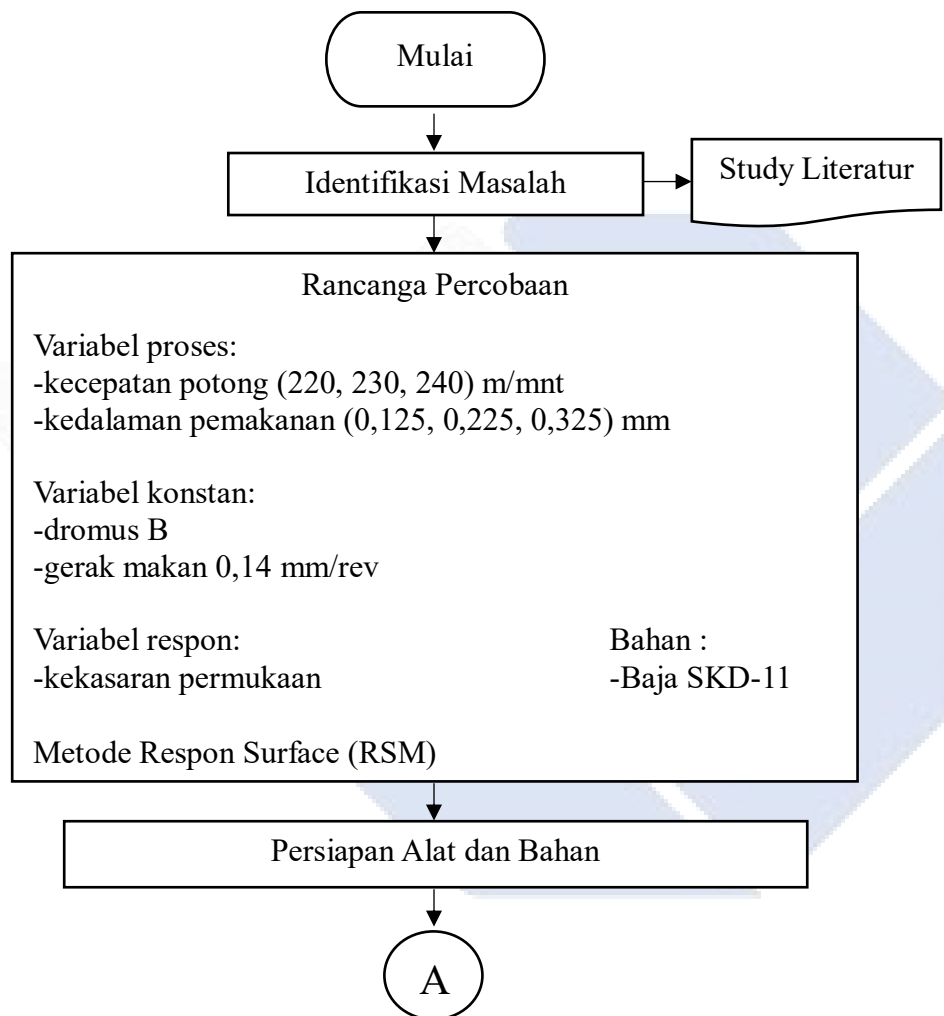 Mulai
Identifikasi Masalah
Study Literatur
Rancanga Percobaan
Variabel proses:
-kecepatan potong (220, 230, 240) m/mnt
-kedalaman pemakanan (0,125, 0,225, 0,325) mm
Variabel konstan:
-dromus B
-gerak makan 0,14 mm/rev
Variabel respon:
-kekasaran permukaan
Bahan :
-Baja SKD-11
Metode Respon Surface (RSM)
Persiapan Alat dan Bahan
A